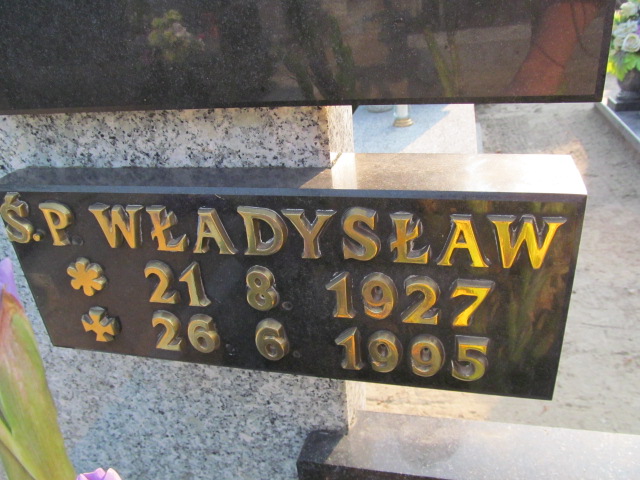 Ś.P. WŁADYSŁAW
* 21 8. 1927
✠ 26. 6. 1995